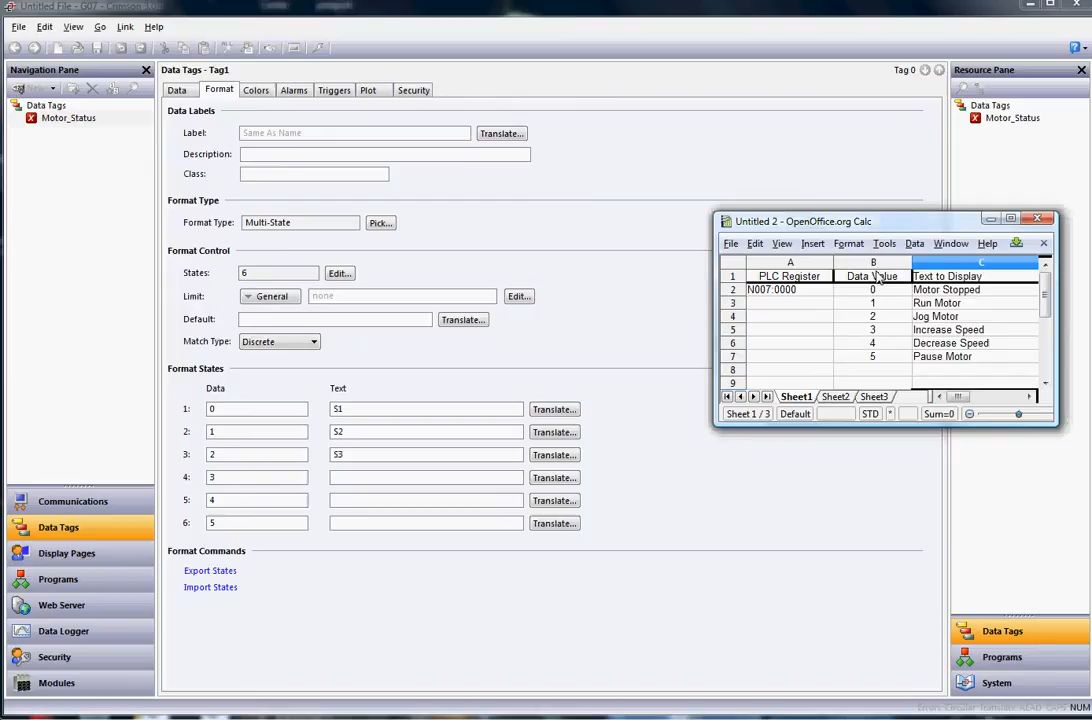 Untitled File - G07 - Crimson 3.0
File Edit View Go Link Help
Navigation Pane
New
Data Tags
Motor_Status
Communications
Data Tags
Display Pages
Programs
Web Server
Data Logger
Security
Modules
Data Tags - Tag1
Tag 0
Data Format Colors Alarms Triggers Plot Security
Data Labels
Label: Same As Name Translate...
Description:
Class:
Format Type
Format Type: Multi-State Pick...
Format Control
States: 6 Edit...
Limit: General none Edit...
Default: Translate...
Match Type: Discrete
Format States
Data Text
1: 0 S1 Translate...
2: 1 S2 Translate...
3: 2 S3 Translate...
4: 3 Translate...
5: 4 Translate...
6: 5 Translate...
Format Commands
Export States
Import States
Resource Pane
Data Tags
Motor_Status
Untitled 2 - OpenOffice.org Calc
File Edit View Insert Format Tools Data Window Help
A B C
1 PLC Register Data Value Text to Display
2 N007:0000 0 Motor Stopped
3 1 Run Motor
4 2 Jog Motor
5 3 Increase Speed
6 4 Decrease Speed
7 5 Pause Motor
8
9
Sheet1 Sheet2 Sheet3
Sheet 1 / 3 Default STD * Sum=0
Data Tags
Programs
System
Errors Circular Translate READ CAPS NUM